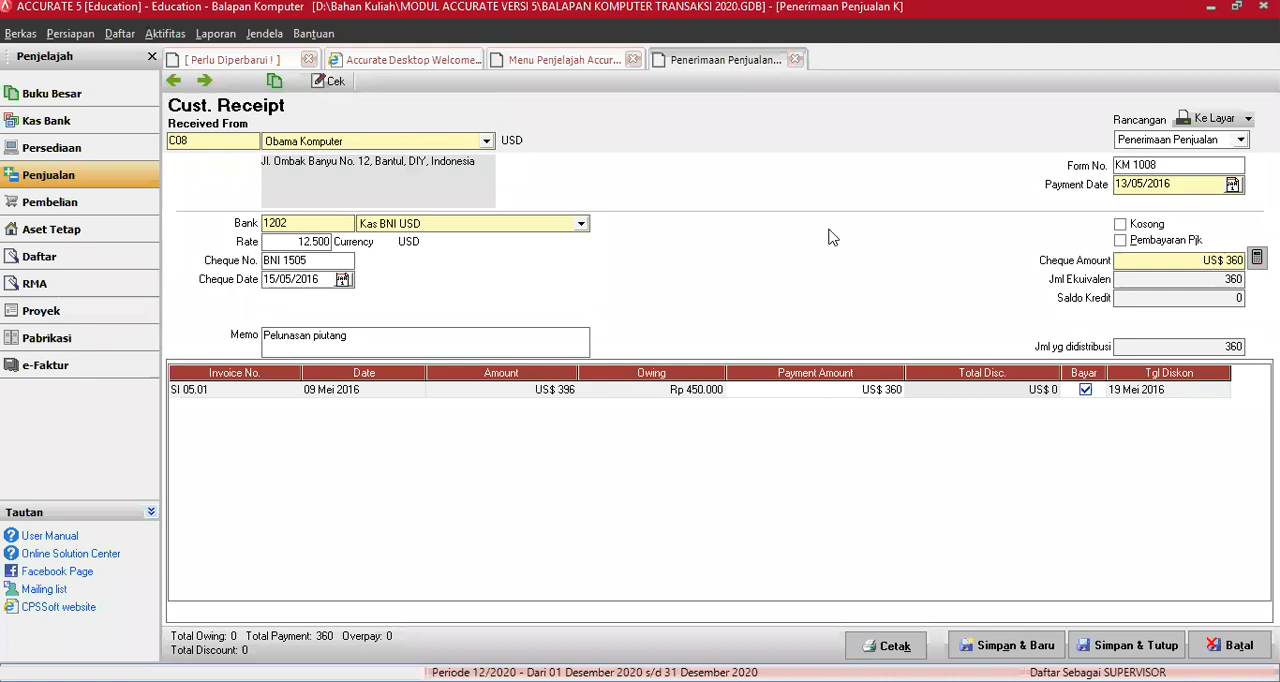 ACCURATE 5 [Education] - Education - Balapan Komputer [D:\Bahan Kuliah\MODUL ACCURATE VERSI 5\BALAPAN KOMPUTER TRANSAKSI 2020.GDB] - [Penerimaan Penjualan K]
Berkas Persiapan Daftar Aktifitas Laporan Jendela Bantuan
Penjelajah
[ Perlu Diperbarui ! ] Accurate Desktop Welcome... Menu Penjelajah Accur... Penerimaan Penjualan...
Cek
Buku Besar
Kas Bank
Persediaan
Penjualan
Pembelian
Aset Tetap
Daftar
RMA
Proyek
Pabrikasi
e-Faktur
Tautan
User Manual
Online Solution Center
Facebook Page
Mailing list
CPSSoft website
Cust. Receipt
Received From
C08 Obama Komputer USD
Jl. Ombak Banyu No. 12, Bantul, DIY, Indonesia
Rancangan Ke Layar
Penerimaan Penjualan
Form No. KM 1008
Payment Date 13/05/2016
Bank 1202 Kas BNI USD
Rate 12.500 Currency USD
Cheque No. BNI 1505
Cheque Date 15/05/2016
Memo Pelunasan piutang
Kosong
Pembayaran Pjk
Cheque Amount US$ 360
Jml Ekuivalen 360
Saldo Kredit 0
Jml yg didistribusi 360
Invoice No. Date Amount Owing Payment Amount Total Disc. Bayar Tgl Diskon
SI 05.01 09 Mei 2016 US$ 396 Rp 450.000 US$ 360 US$ 0 19 Mei 2016
Total Owing: 0 Total Payment: 360 Overpay: 0
Total Discount: 0
Cetak Simpan & Baru Simpan & Tutup Batal
Periode 12/2020 - Dari 01 Desember 2020 s/d 31 Desember 2020 Daftar Sebagai SUPERVISOR